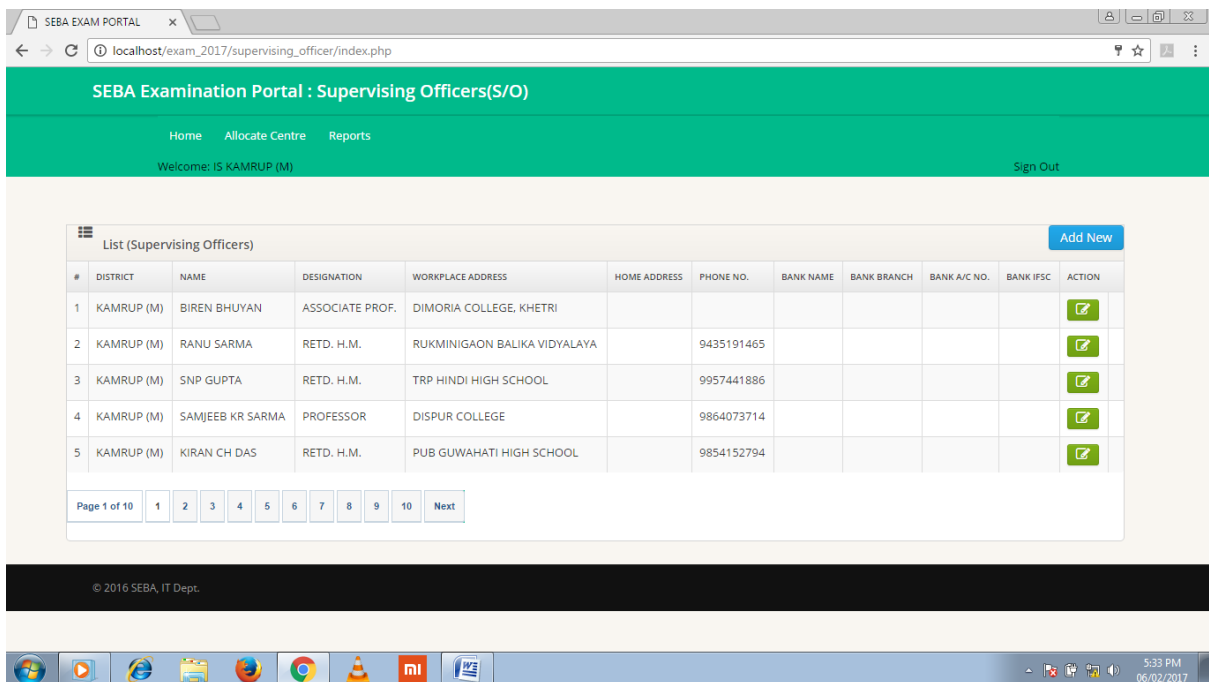 SEBA EXAM PORTAL
localhost/exam_2017/supervising_officer/index.php
SEBA Examination Portal : Supervising Officers(S/O)
Home Allocate Centre Reports
Welcome: IS KAMRUP (M) Sign Out
List (Supervising Officers) Add New
# DISTRICT NAME DESIGNATION WORKPLACE ADDRESS HOME ADDRESS PHONE NO. BANK NAME BANK BRANCH BANK A/C NO. BANK IFSC ACTION
1 KAMRUP (M) BIREN BHUYAN ASSOCIATE PROF. DIMORIA COLLEGE, KHETRI
2 KAMRUP (M) RANU SARMA RETD. H.M. RUKMINIGAON BALIKA VIDYALAYA 9435191465
3 KAMRUP (M) SNP GUPTA RETD. H.M. TRP HINDI HIGH SCHOOL 9957441886
4 KAMRUP (M) SAMJEEB KR SARMA PROFESSOR DISPUR COLLEGE 9864073714
5 KAMRUP (M) KIRAN CH DAS RETD. H.M. PUB GUWAHATI HIGH SCHOOL 9854152794
Page 1 of 10 1 2 3 4 5 6 7 8 9 10 Next
© 2016 SEBA, IT Dept.
mi W
5:33 PM
06/02/2017